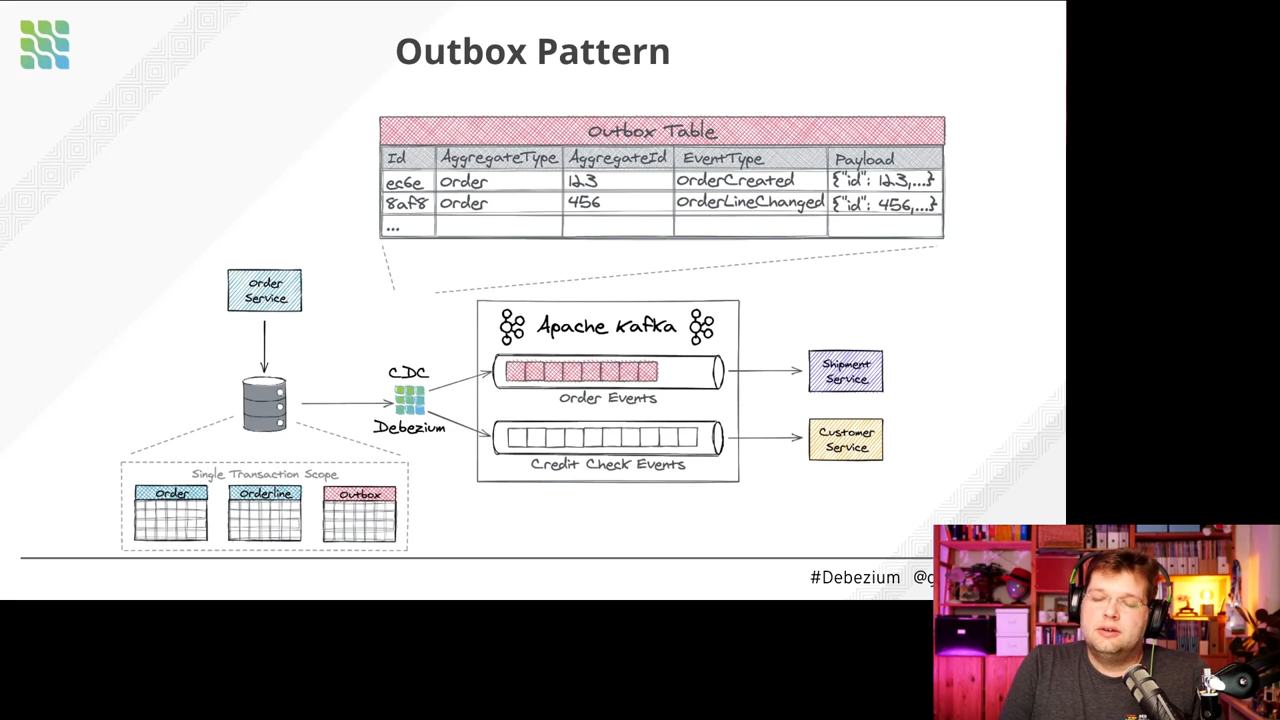 Outbox Pattern
Outbox Table
Id AggregateType AggregateId EventType Payload
ec6e Order 123 OrderCreated {"id": 123,...}
8af8 Order 456 OrderLineChanged {"id": 456,...}
...
Order
Service
Apache Kafka
CDC
Debezium
Order Events
Credit Check Events
Shipment
Service
Customer
Service
Single Transaction Scope
Order Orderline Outbox
#Debezium @g